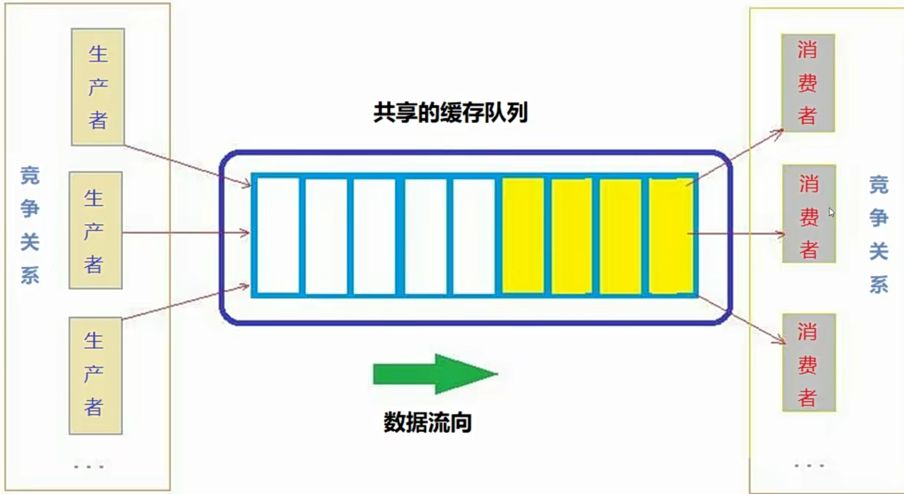 共享的缓存队列
竞争关系
生产者
生产者
生产者
...
数据流向
消费者
消费者
消费者
...
竞争关系